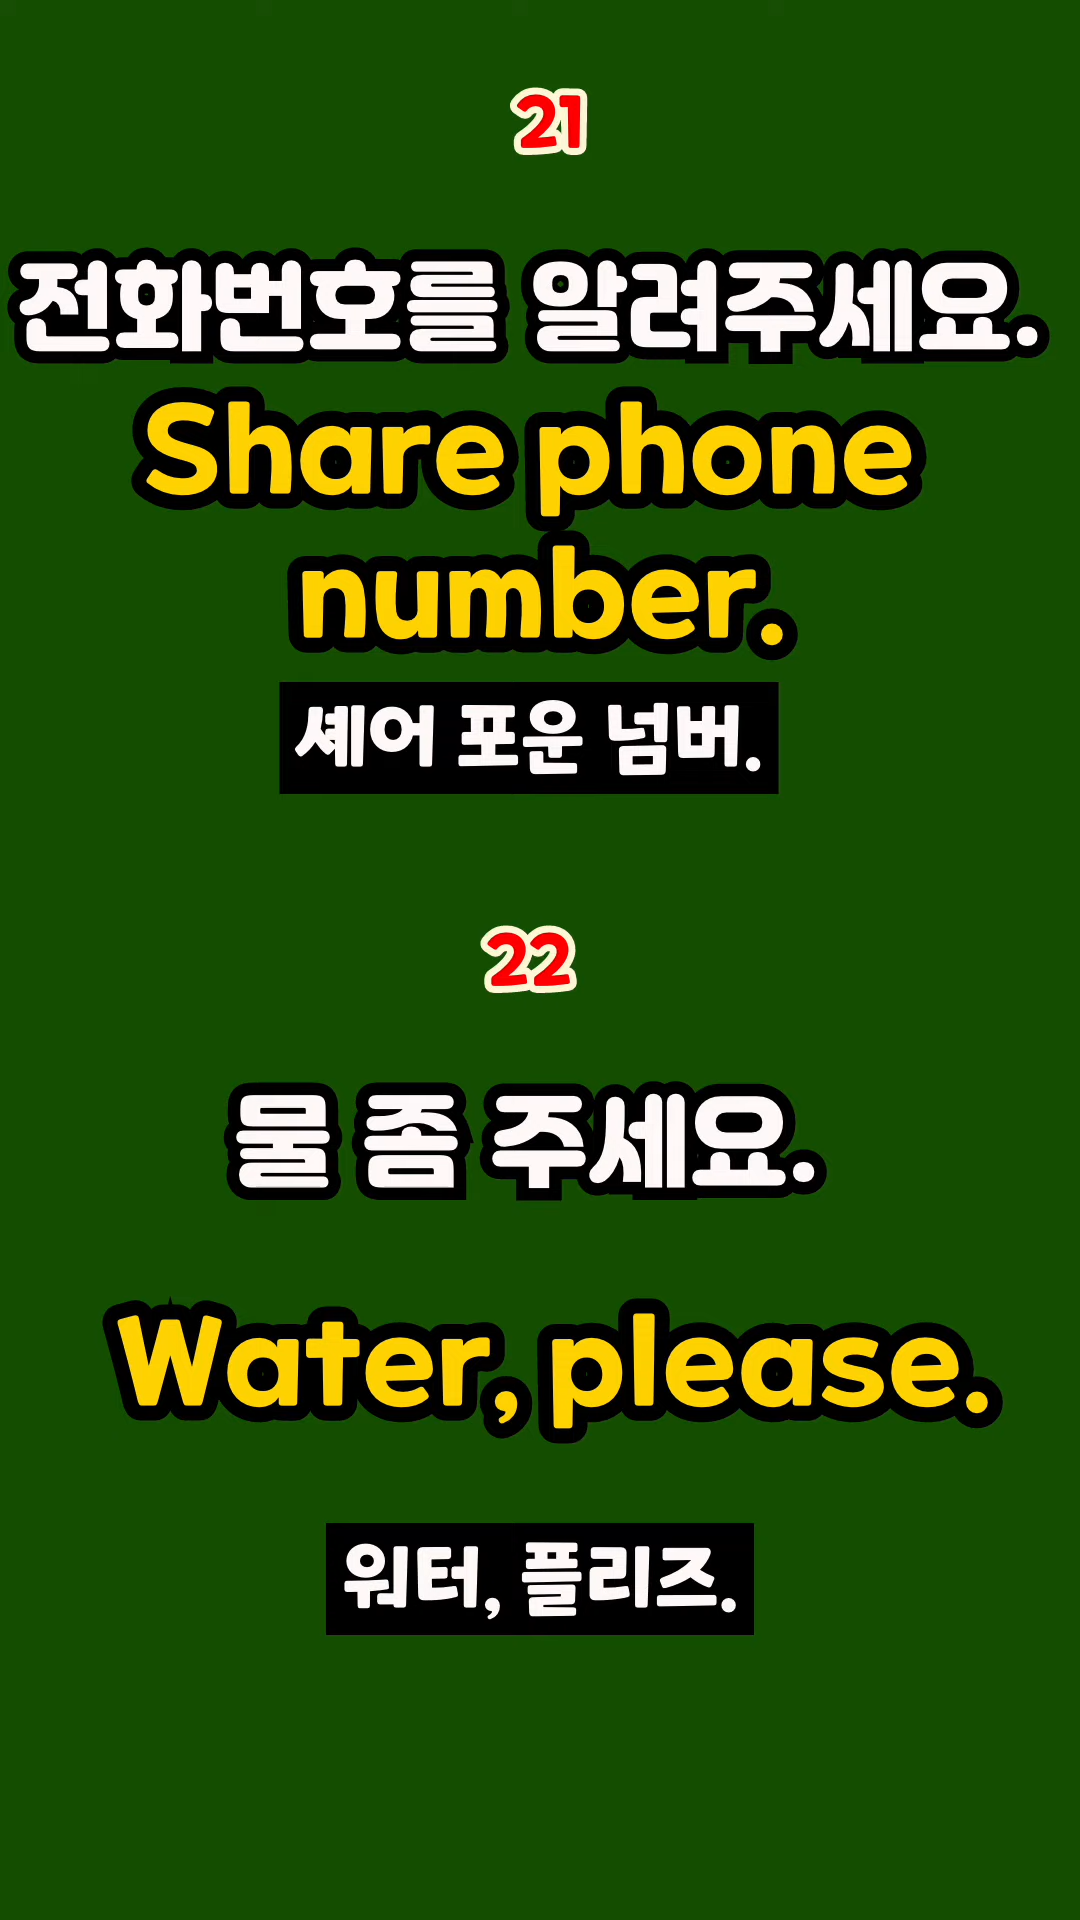 21
전화번호를 알려주세요.
Share phone
number.
셰어 포운 넘버.
22
물 좀 주세요.
Water, please.
워터, 플리즈.